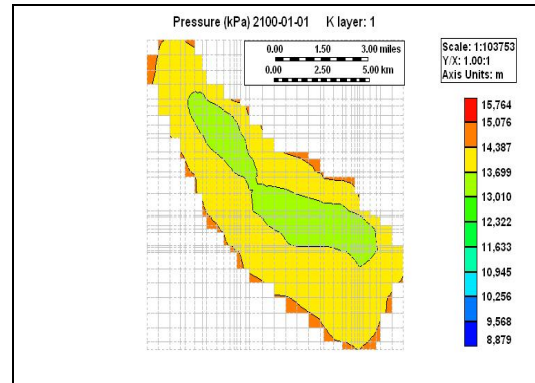 Pressure (kPa) 2100-01-01 K layer: 1
0.00 1.50 3.00 miles
0.00 2.50 5.00 km
Scale: 1:103753
Y/X: 1.00:1
Axis Units: m
15,764
15,076
14,387
13,699
13,010
12,322
11,633
10,945
10,256
9,568
8,879